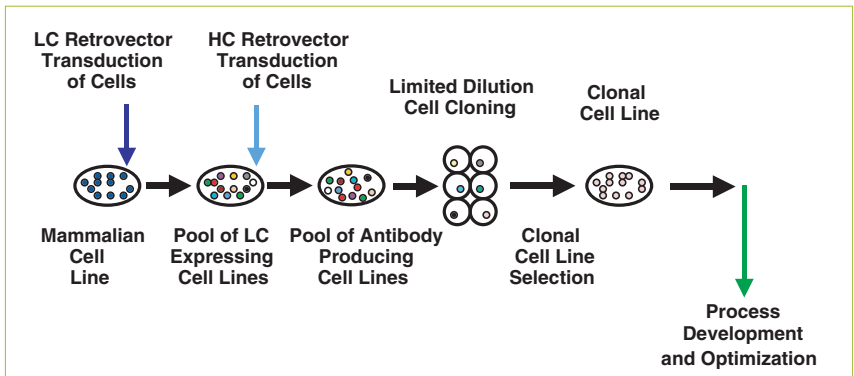 LC Retrovector
Transduction
of Cells
HC Retrovector
Transduction
of Cells
Limited Dilution
Cell Cloning
Clonal
Cell Line
Mammalian
Cell
Line
Pool of LC
Expressing
Cell Lines
Pool of Antibody
Producing
Cell Lines
Clonal
Cell Line
Selection
Process
Development
and Optimization